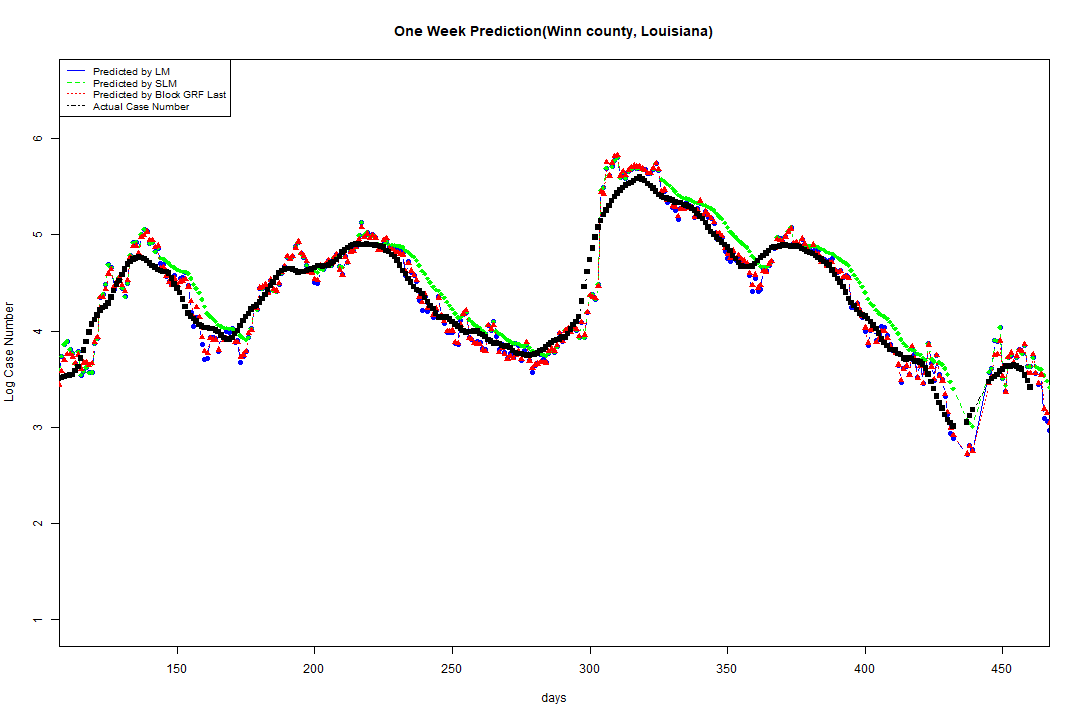 One Week Prediction(Winn county, Louisiana)
Predicted by LM
Predicted by SLM
Predicted by Block GRF Last
Actual Case Number
6
5
4
3
2
1
Log Case Number
150 200 250 300 350 400 450
days